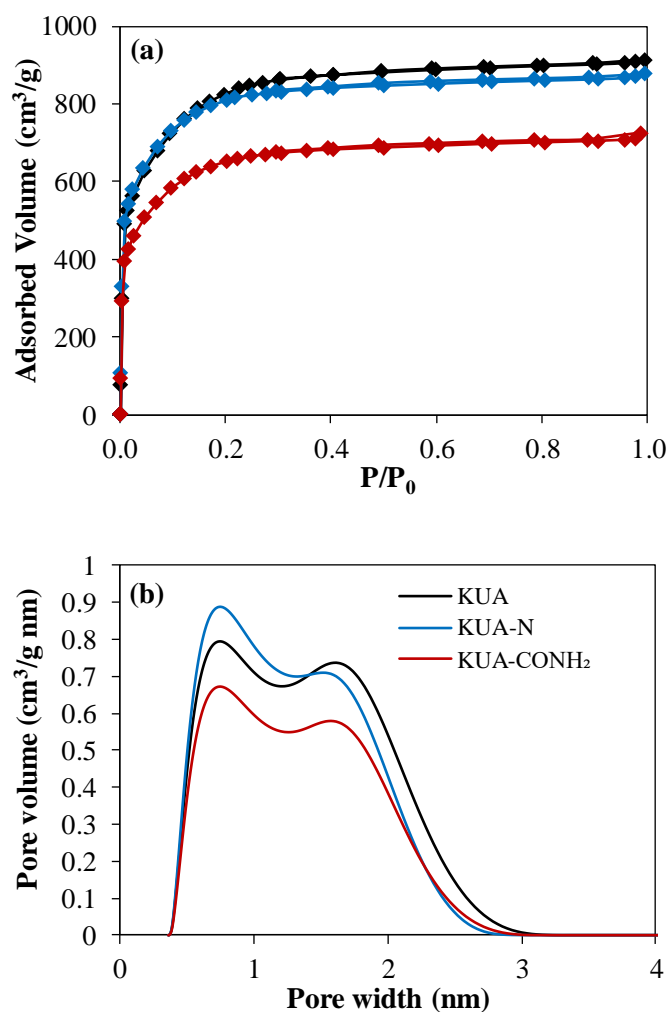 (a)
Adsorbed Volume (cm³/g)
1000
800
600
400
200
0
0.0 0.2 0.4 0.6 0.8 1.0
P/P₀
(b)
Pore volume (cm³/g nm)
1
0.9
0.8
0.7
0.6
0.5
0.4
0.3
0.2
0.1
0
KUA
KUA-N
KUA-CONH₂
0 1 2 3 4
Pore width (nm)